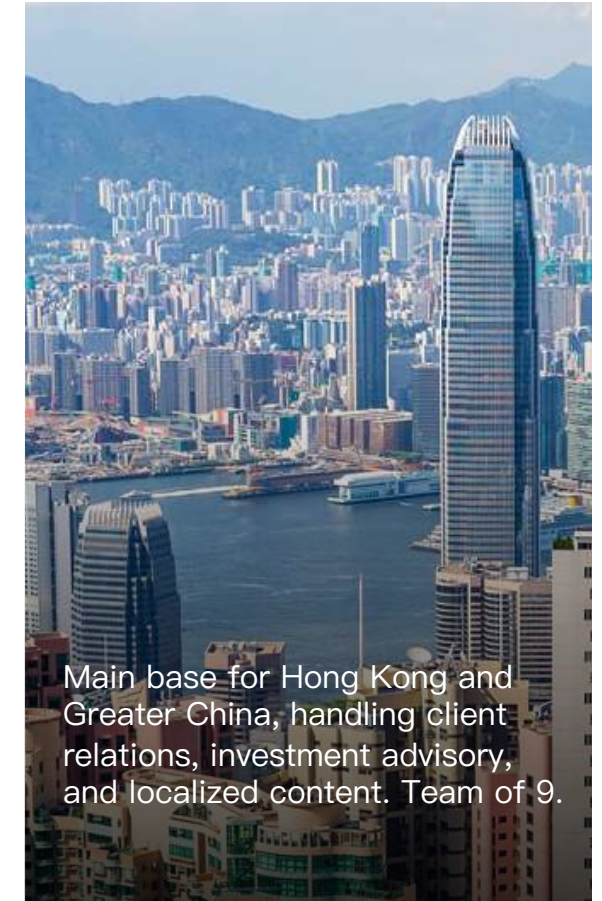 Main base for Hong Kong and
Greater China, handling client
relations, investment advisory,
and localized content. Team of 9.